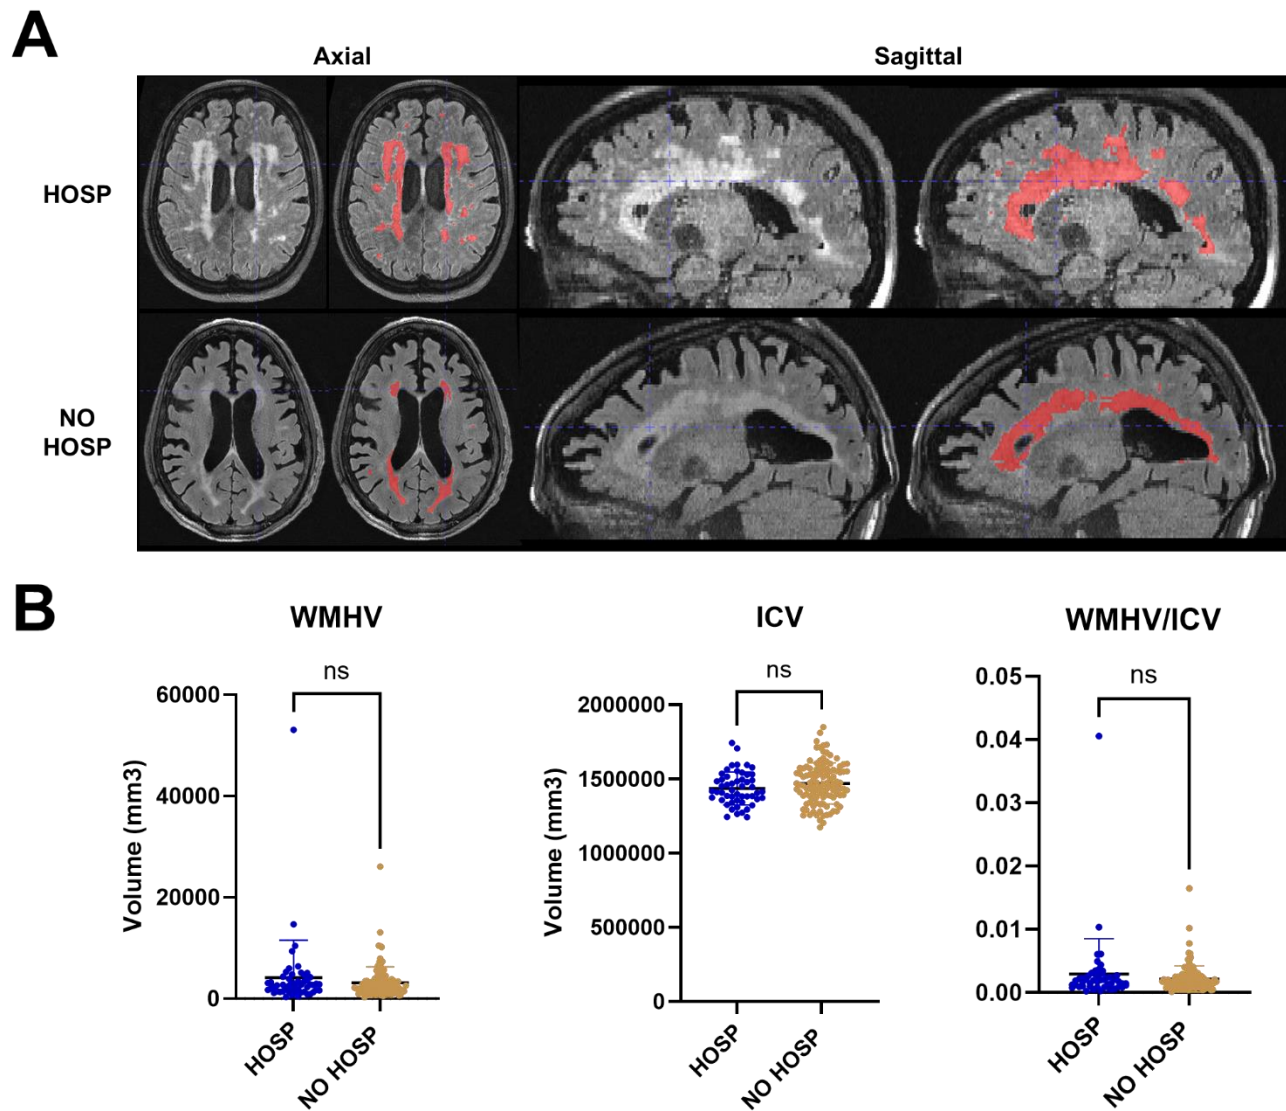 A
Axial
Sagittal
HOSP
NO
HOSP
B
WMHV
ns
Volume (mm3)
60000
40000
20000
0
HOSP
NO HOSP
ICV
ns
Volume (mm3)
2000000
1500000
1000000
500000
0
HOSP
NO HOSP
WMHV/ICV
ns
0.05
0.04
0.03
0.02
0.01
0.00
HOSP
NO HOSP